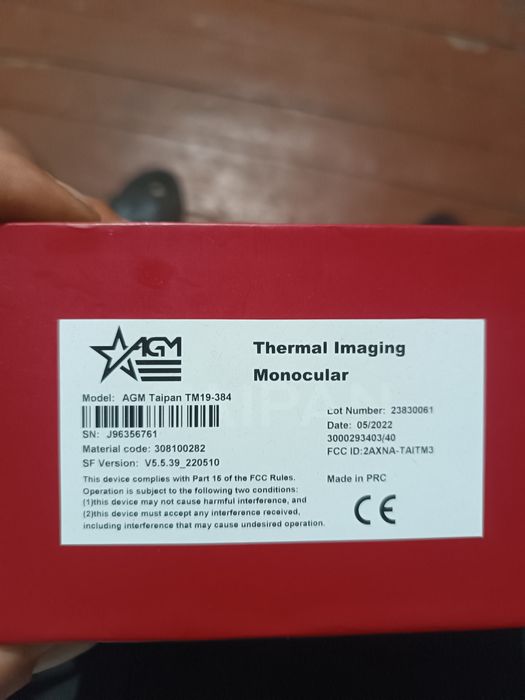 AGM
Thermal Imaging
Monocular
Model: AGM Taipan TM19-384
SN: J96356761
Material code: 308100282
SF Version: V5.5.39_220510
Lot Number: 23830061
Date: 05/2022
3000293403/40
FCC ID:2AXNA-TAITM3
This device complies with Part 15 of the FCC Rules.
Operation is subject to the following two conditions:
(1)this device may not cause harmful interference, and
(2)this device must accept any interference received,
including interference that may cause undesired operation.
Made in PRC
CE